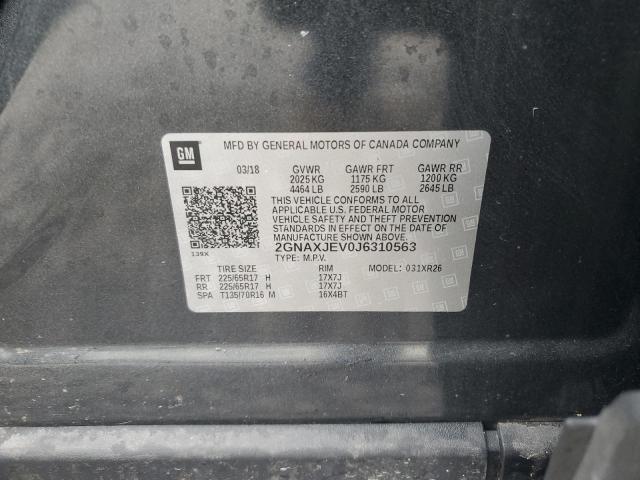 MFD BY GENERAL MOTORS OF CANADA COMPANY
GM
03/18 GVWR GAWR FRT GAWR RR
2025 KG 1175 KG 1200 KG
4464 LB 2590 LB 2645 LB
THIS VEHICLE CONFORMS TO ALL
APPLICABLE U.S. FEDERAL MOTOR
VEHICLE SAFETY AND THEFT PREVENTION
STANDARDS IN EFFECT ON THE DATE OF
MANUFACTURE SHOWN ABOVE.
139X
2GNAXJEV0J6310563
TYPE: M.P.V. MODEL: 031XR26
TIRE SIZE RIM
FRT 225/65R17 H 17X7J
RR 225/65R17 H 17X7J
SPA T135/70R16 M 16X4BT